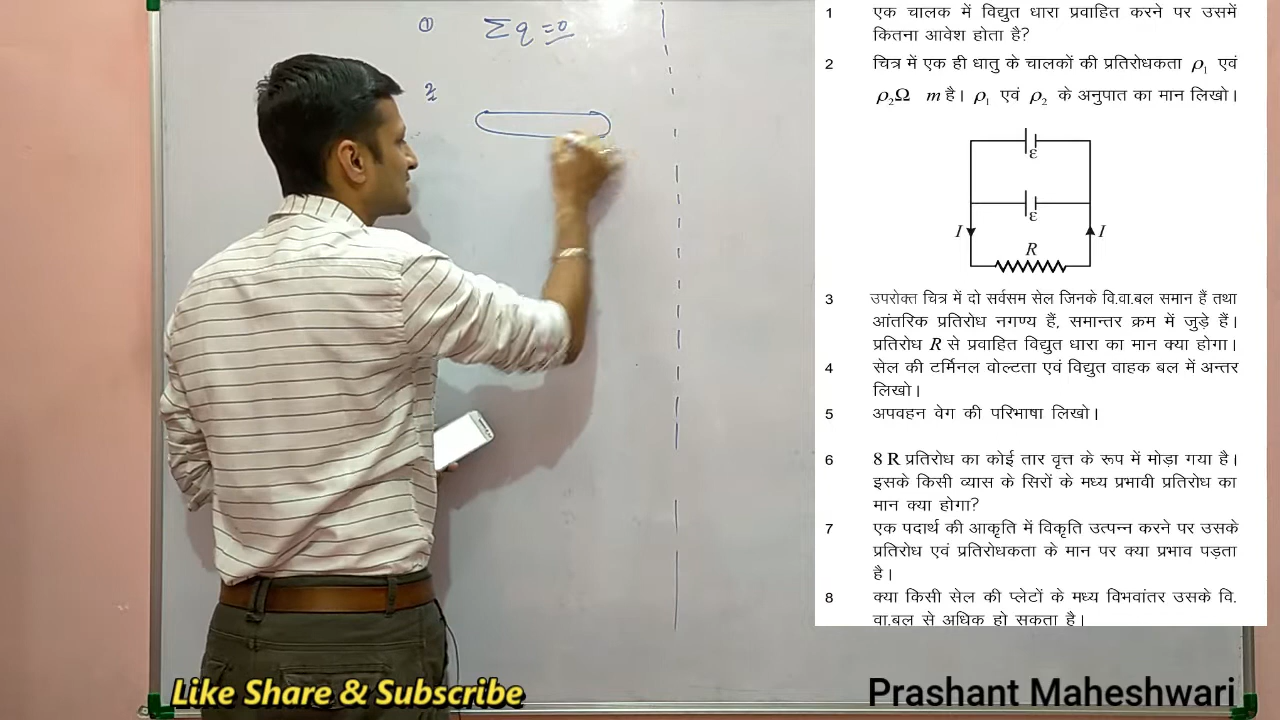 ① Σq = 0
2
1 एक चालक में विद्युत धारा प्रवाहित करने पर उसमें
कितना आवेश होता है?
2 चित्र में एक ही धातु के चालकों की प्रतिरोधकता ρ₁ एवं
ρ₂Ω m है। ρ₁ एवं ρ₂ के अनुपात का मान लिखो।
ε
ε
I I
R
3 उपरोक्त चित्र में दो सर्वसम सेल जिनके वि.वा.बल समान हैं तथा
आंतरिक प्रतिरोध नगण्य हैं, समान्तर क्रम में जुड़े हैं।
प्रतिरोध R से प्रवाहित विद्युत धारा का मान क्या होगा।
4 सेल की टर्मिनल वोल्टता एवं विद्युत वाहक बल में अन्तर
लिखो।
5 अपवहन वेग की परिभाषा लिखो।
6 8 R प्रतिरोध का कोई तार वृत्त के रूप में मोड़ा गया है।
इसके किसी व्यास के सिरों के मध्य प्रभावी प्रतिरोध का
मान क्या होगा?
7 एक पदार्थ की आकृति में विकृति उत्पन्न करने पर उसके
प्रतिरोध एवं प्रतिरोधकता के मान पर क्या प्रभाव पड़ता
है।
8 क्या किसी सेल की प्लेटों के मध्य विभवांतर उसके वि.
वा.बल से अधिक हो सकता है।
Like Share & Subscribe
Prashant Maheshwari